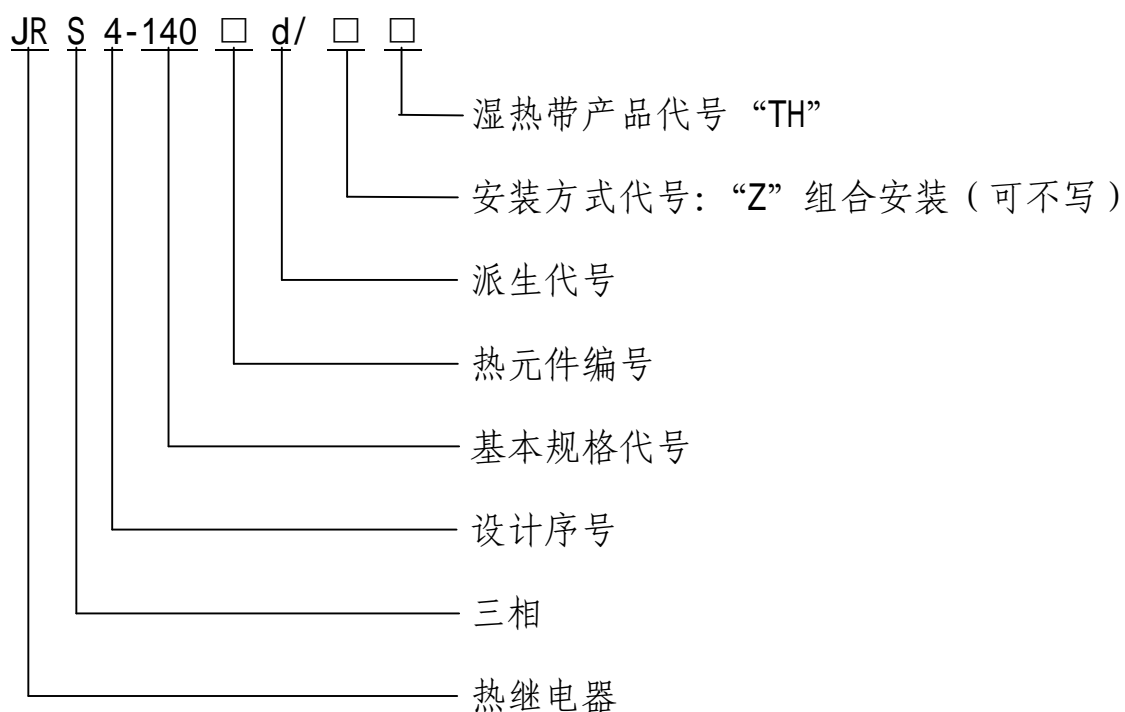 JR S 4-140 □ d/ □ □
湿热带产品代号 “TH”
安装方式代号：“Z” 组合安装（可不写）
派生代号
热元件编号
基本规格代号
设计序号
三相
热继电器